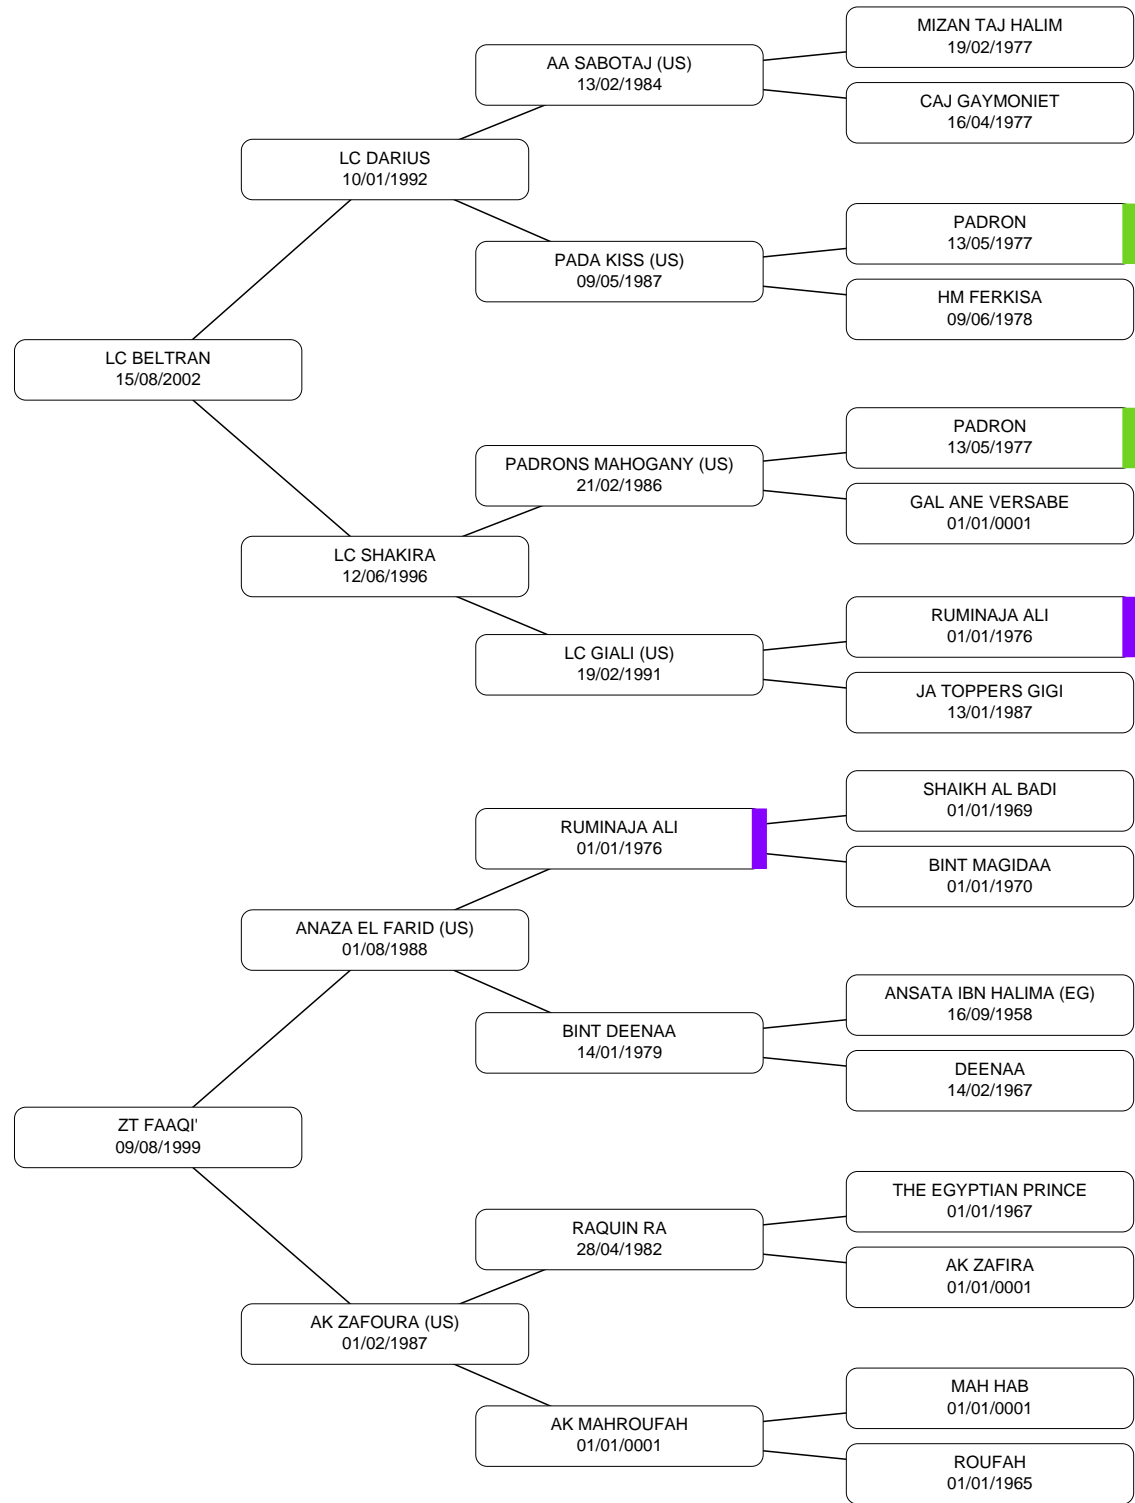 MIZAN TAJ HALIM
19/02/1977
AA SABOTAJ (US)
13/02/1984
CAJ GAYMONIET
16/04/1977
LC DARIUS
10/01/1992
PADRON
13/05/1977
PADA KISS (US)
09/05/1987
HM FERKISA
09/06/1978
LC BELTRAN
15/08/2002
PADRON
13/05/1977
PADRONS MAHOGANY (US)
21/02/1986
GAL ANE VERSABE
01/01/0001
LC SHAKIRA
12/06/1996
RUMINAJA ALI
01/01/1976
LC GIALI (US)
19/02/1991
JA TOPPERS GIGI
13/01/1987
SHAIKH AL BADI
01/01/1969
RUMINAJA ALI
01/01/1976
BINT MAGIDAA
01/01/1970
ANAZA EL FARID (US)
01/08/1988
ANSATA IBN HALIMA (EG)
16/09/1958
BINT DEENAA
14/01/1979
DEENAA
14/02/1967
ZT FAAQI'
09/08/1999
THE EGYPTIAN PRINCE
01/01/1967
RAQUIN RA
28/04/1982
AK ZAFIRA
01/01/0001
AK ZAFOURA (US)
01/02/1987
MAH HAB
01/01/0001
AK MAHROUFAH
01/01/0001
ROUFAH
01/01/1965